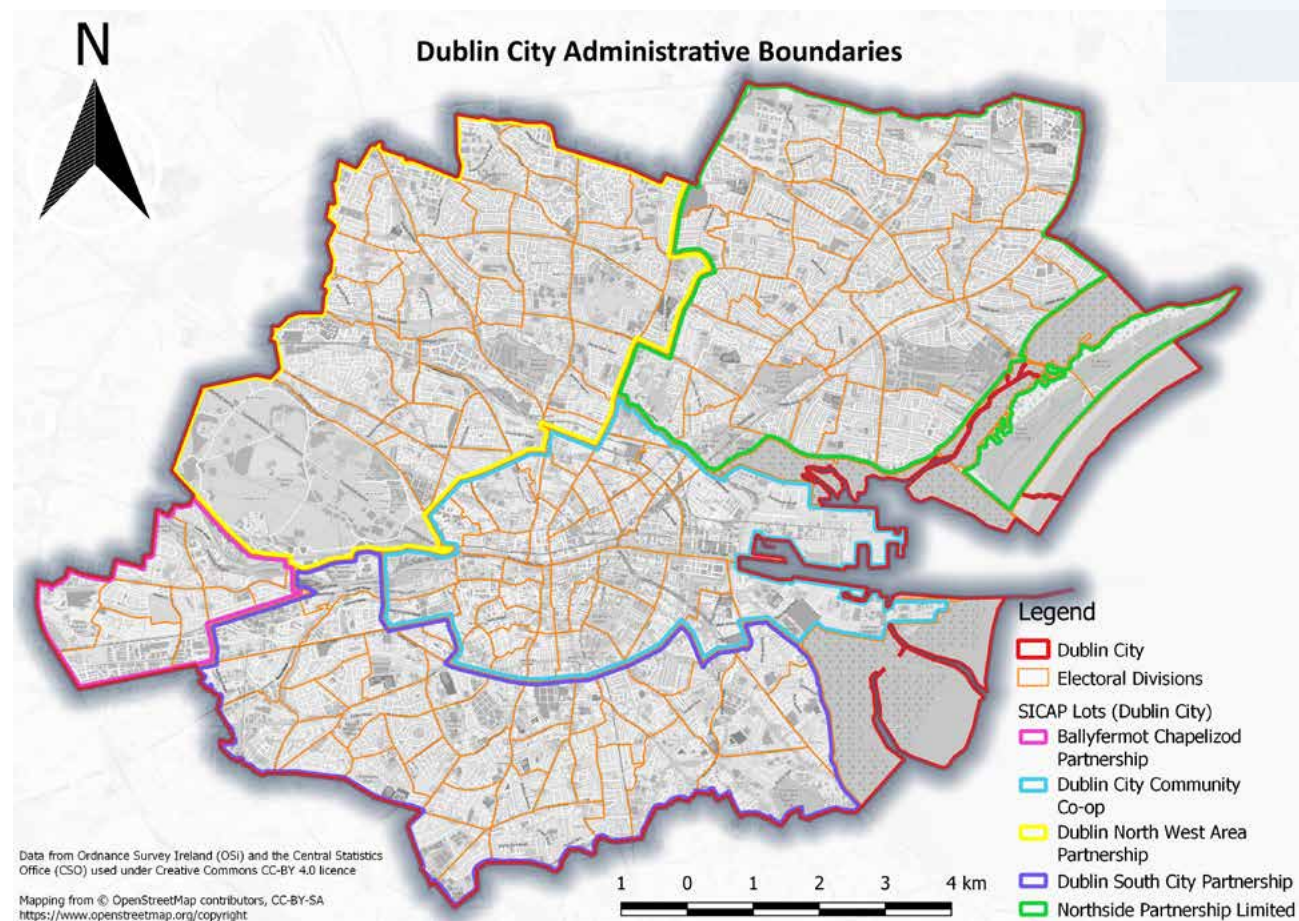 N
Dublin City Administrative Boundaries
Legend
Dublin City
Electoral Divisions
SICAP Lots (Dublin City)
Ballyfermot Chapelizod
Partnership
Dublin City Community
Co-op
Dublin North West Area
Partnership
Dublin South City Partnership
Northside Partnership Limited
Data from Ordnance Survey Ireland (OSi) and the Central Statistics
Office (CSO) used under Creative Commons CC-BY 4.0 licence
Mapping from © OpenStreetMap contributors, CC-BY-SA
https://www.openstreetmap.org/copyright
1 0 1 2 3 4 km